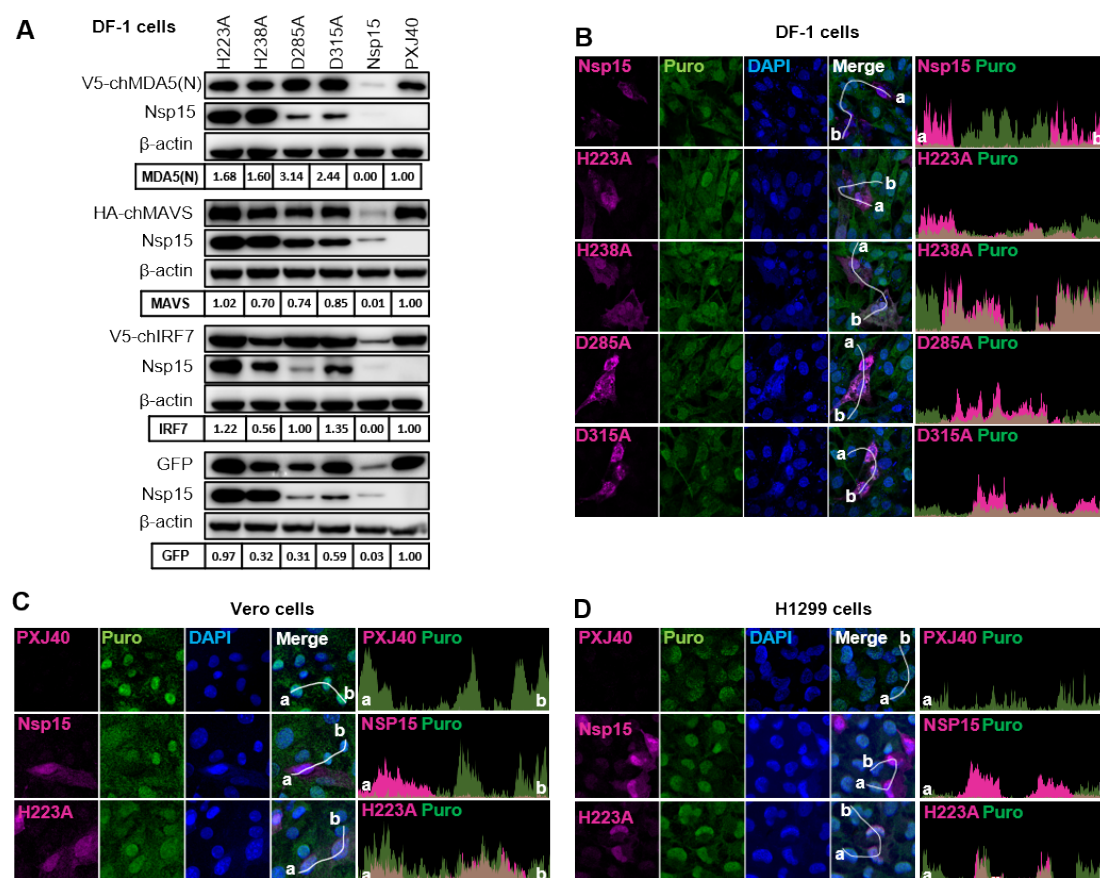 A
DF-1 cells
H223A
H238A
D285A
D315A
Nsp15
PXJ40
V5-chMDA5(N)
Nsp15
β-actin
MDA5(N) 1.68 1.60 3.14 2.44 0.00 1.00
HA-chMAVS
Nsp15
β-actin
MAVS 1.02 0.70 0.74 0.85 0.01 1.00
V5-chIRF7
Nsp15
β-actin
IRF7 1.22 0.56 1.00 1.35 0.00 1.00
GFP
Nsp15
β-actin
GFP 0.97 0.32 0.31 0.59 0.03 1.00
B
DF-1 cells
Nsp15 Puro DAPI Merge Nsp15 Puro
a
b
a b
H223A H223A Puro
b
a
H238A H238A Puro
a
b
D285A D285A Puro
a
b
D315A D315A Puro
a
b
C
Vero cells
PXJ40 Puro DAPI Merge PXJ40 Puro
a b
a b
Nsp15 NSP15 Puro
b
a
a b
H223A H223A Puro
b
a
a
D
H1299 cells
PXJ40 Puro DAPI Merge PXJ40 Puro
b
a
a
Nsp15 NSP15 Puro
b
a
a
H223A H223A Puro
b
a
a